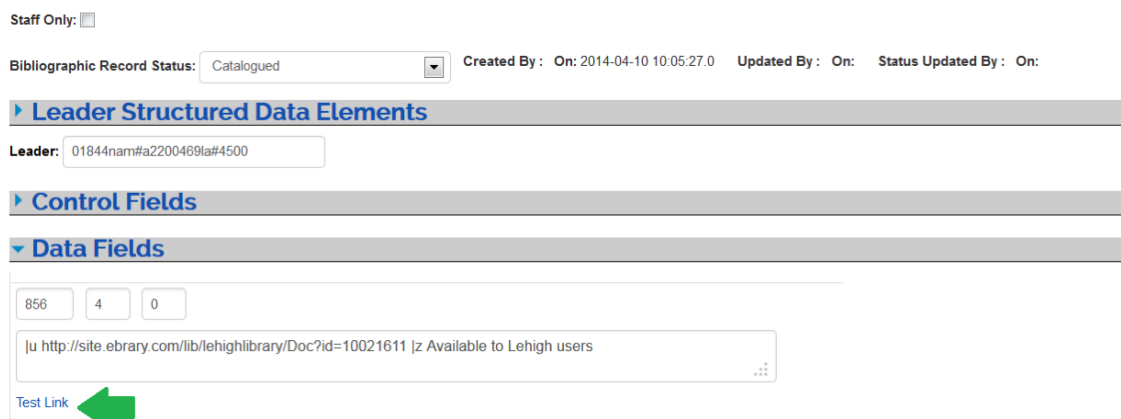 Staff Only:
Bibliographic Record Status: Catalogued Created By : On: 2014-04-10 10:05:27.0 Updated By : On: Status Updated By : On:
Leader Structured Data Elements
Leader: 01844nam#a2200469la#4500
Control Fields
Data Fields
856 4 0
|u http://site.ebrary.com/lib/lehighlibrary/Doc?id=10021611 |z Available to Lehigh users
Test Link